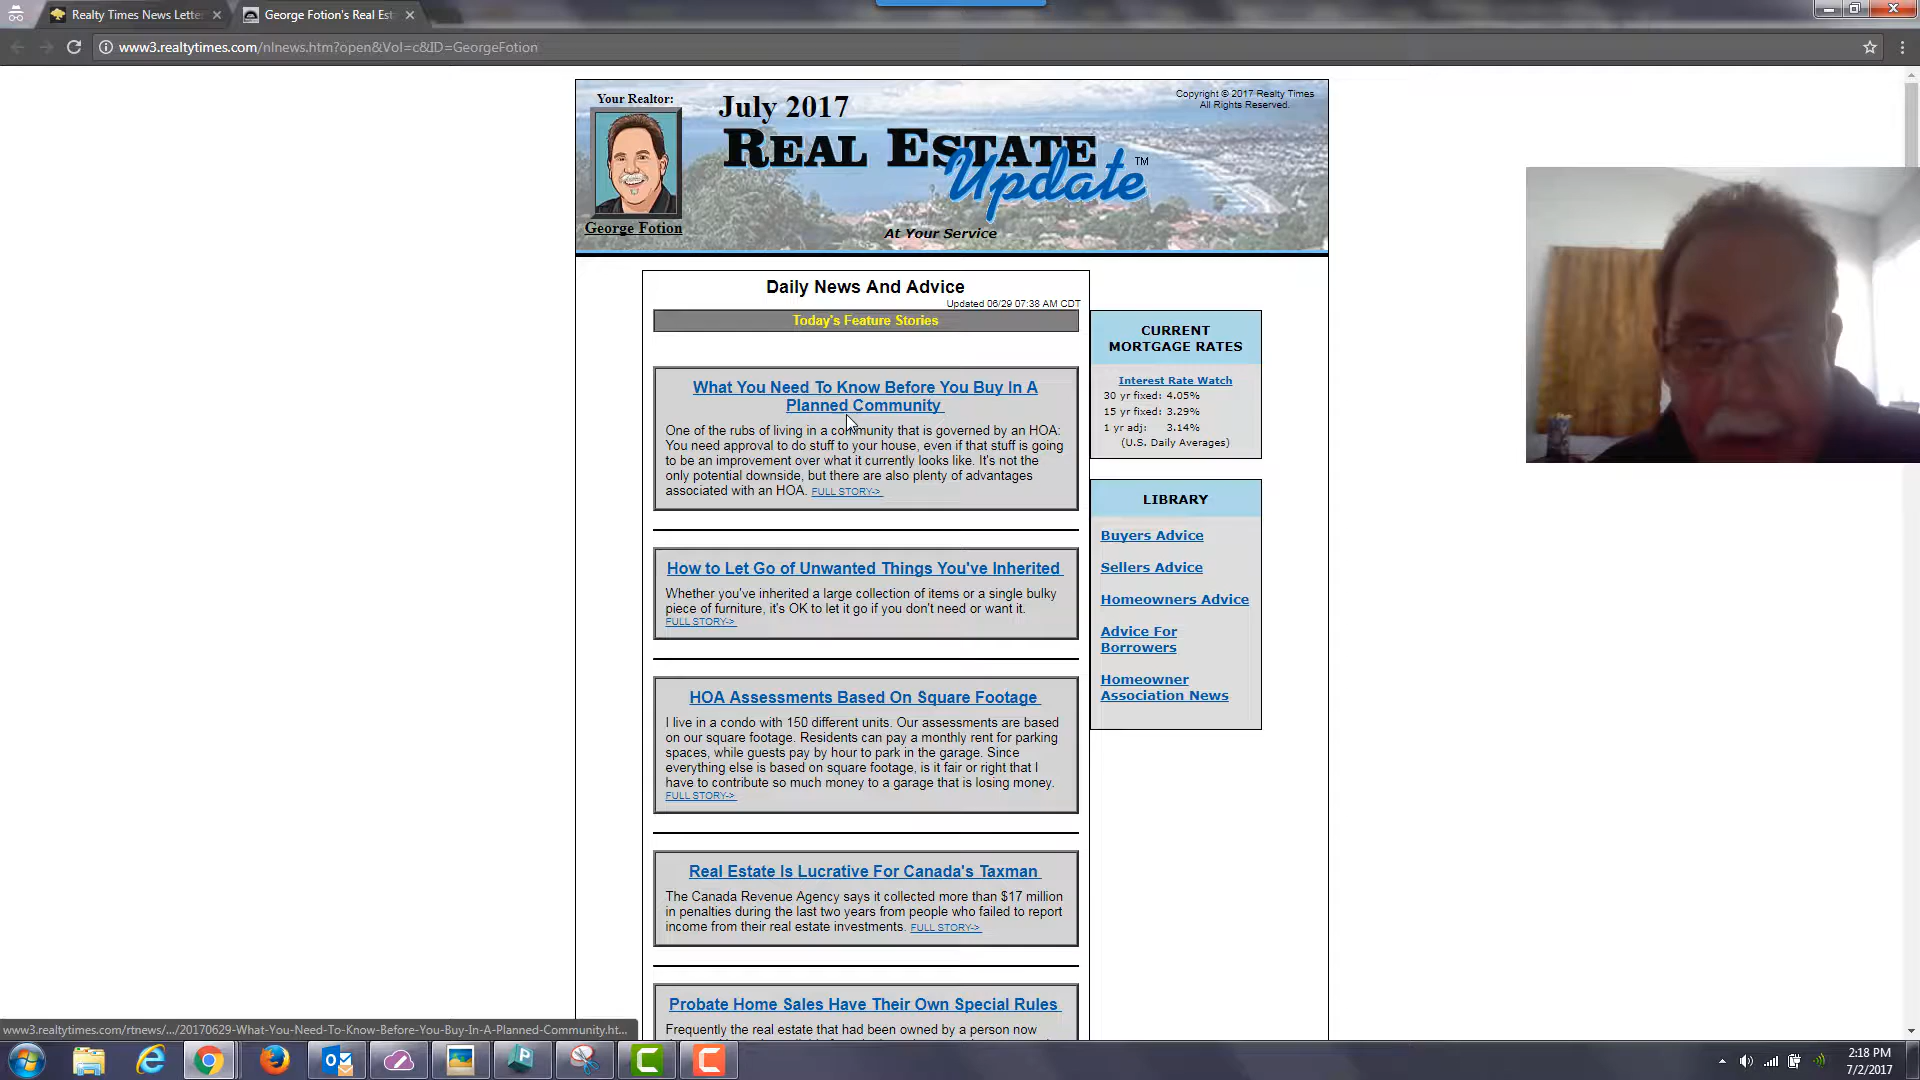 Realty Times News Lette
George Fotion's Real Est
www3.realtytimes.com/nlnews.htm?open&Vol=c&ID=GeorgeFotion
Your Realtor:
George Fotion
July 2017
REAL ESTATE
Update TM
At Your Service
Copyright © 2017 Realty Times
All Rights Reserved.
Daily News And Advice
Updated 06/29 07:38 AM CDT
Today's Feature Stories
What You Need To Know Before You Buy In A
Planned Community
One of the rubs of living in a community that is governed by an HOA:
You need approval to do stuff to your house, even if that stuff is going
to be an improvement over what it currently looks like. It's not the
only potential downside, but there are also plenty of advantages
associated with an HOA. FULL STORY->
How to Let Go of Unwanted Things You've Inherited
Whether you've inherited a large collection of items or a single bulky
piece of furniture, it's OK to let it go if you don't need or want it.
FULL STORY->
HOA Assessments Based On Square Footage
I live in a condo with 150 different units. Our assessments are based
on our square footage. Residents can pay a monthly rent for parking
spaces, while guests pay by hour to park in the garage. Since
everything else is based on square footage, is it fair or right that I
have to contribute so much money to a garage that is losing money.
FULL STORY->
Real Estate Is Lucrative For Canada's Taxman
The Canada Revenue Agency says it collected more than $17 million
in penalties during the last two years from people who failed to report
income from their real estate investments. FULL STORY->
Probate Home Sales Have Their Own Special Rules
Frequently the real estate that had been owned by a person now
CURRENT
MORTGAGE RATES
Interest Rate Watch
30 yr fixed: 4.05%
15 yr fixed: 3.29%
1 yr adj: 3.14%
(U.S. Daily Averages)
LIBRARY
Buyers Advice
Sellers Advice
Homeowners Advice
Advice For
Borrowers
Homeowner
Association News
www3.realtytimes.com/rtnews/.../20170629-What-You-Need-To-Know-Before-You-Buy-In-A-Planned-Community.ht...
2:18 PM
7/2/2017